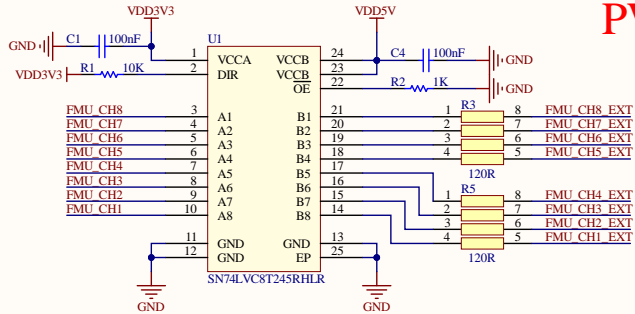 VDD3V3
VDD5V
PV
U1
GND
C1
100nF
1
VCCA
VCCB
24
C4
100nF
GND
VDD3V3
R1
10K
2
DIR
VCCB
23
OE
22
R2
1K
GND
FMU_CH8
3
A1
B1
21
1
R3
8
FMU_CH8_EXT
FMU_CH7
4
A2
B2
20
2
7
FMU_CH7_EXT
FMU_CH6
5
A3
B3
19
3
6
FMU_CH6_EXT
FMU_CH5
6
A4
B4
18
4
5
FMU_CH5_EXT
120R
FMU_CH4
7
A5
B5
17
FMU_CH3
8
A6
B6
16
FMU_CH2
9
A7
B7
15
FMU_CH1
10
A8
B8
14
R5
1
8
FMU_CH4_EXT
2
7
FMU_CH3_EXT
3
6
FMU_CH2_EXT
4
5
FMU_CH1_EXT
120R
11
GND
GND
13
12
GND
EP
25
SN74LVC8T245RHLR
GND
GND